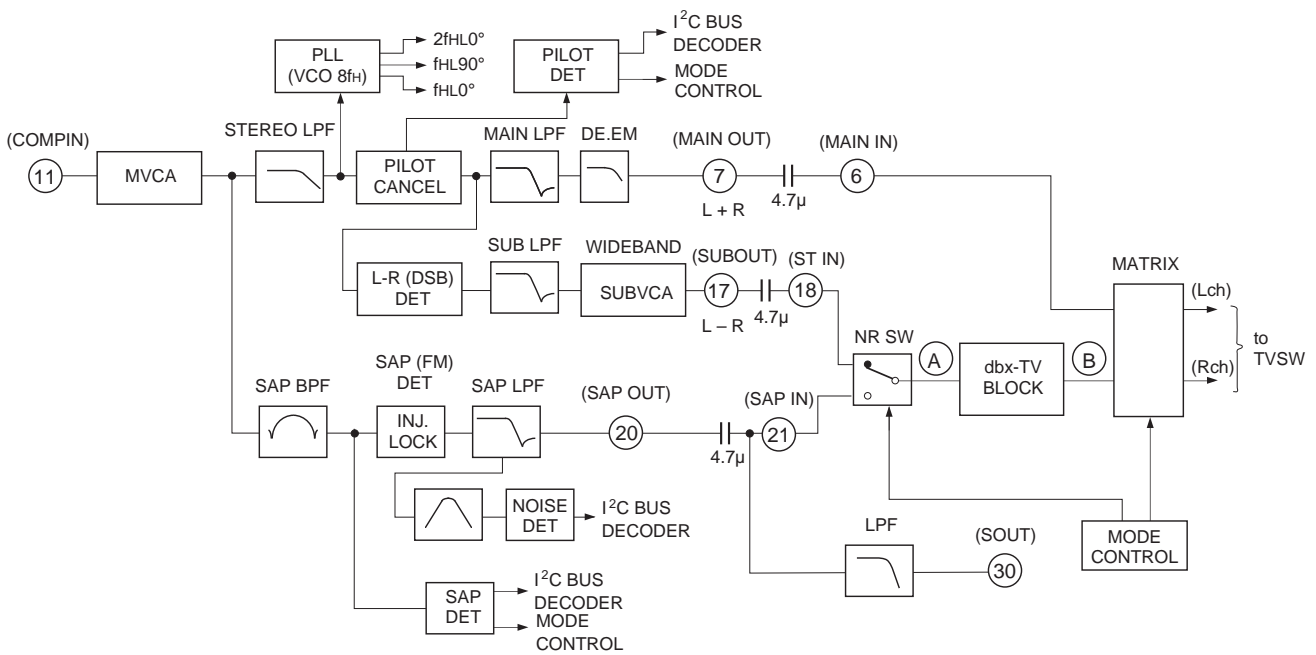 I²C BUS
DECODER
MODE
CONTROL
2fHL0°
fHL90°
fHL0°
PLL
(VCO 8fH)
PILOT
DET
STEREO LPF
MAIN LPF
DE.EM
(MAIN OUT)
(MAIN IN)
(COMPIN)
11
MVCA
PILOT
CANCEL
7
6
4.7μ
L + R
SUB LPF
WIDEBAND
(SUBOUT)
(ST IN)
L-R (DSB)
DET
SUBVCA
17
18
4.7μ
L – R
MATRIX
(Lch)
(Rch)
to
TVSW
NR SW
A
dbx-TV
BLOCK
B
SAP BPF
SAP (FM)
DET
SAP LPF
(SAP OUT)
(SAP IN)
INJ.
LOCK
20
21
4.7μ
NOISE
DET
I²C BUS
DECODER
LPF
(SOUT)
30
MODE
CONTROL
SAP
DET
I²C BUS
DECODER
MODE
CONTROL